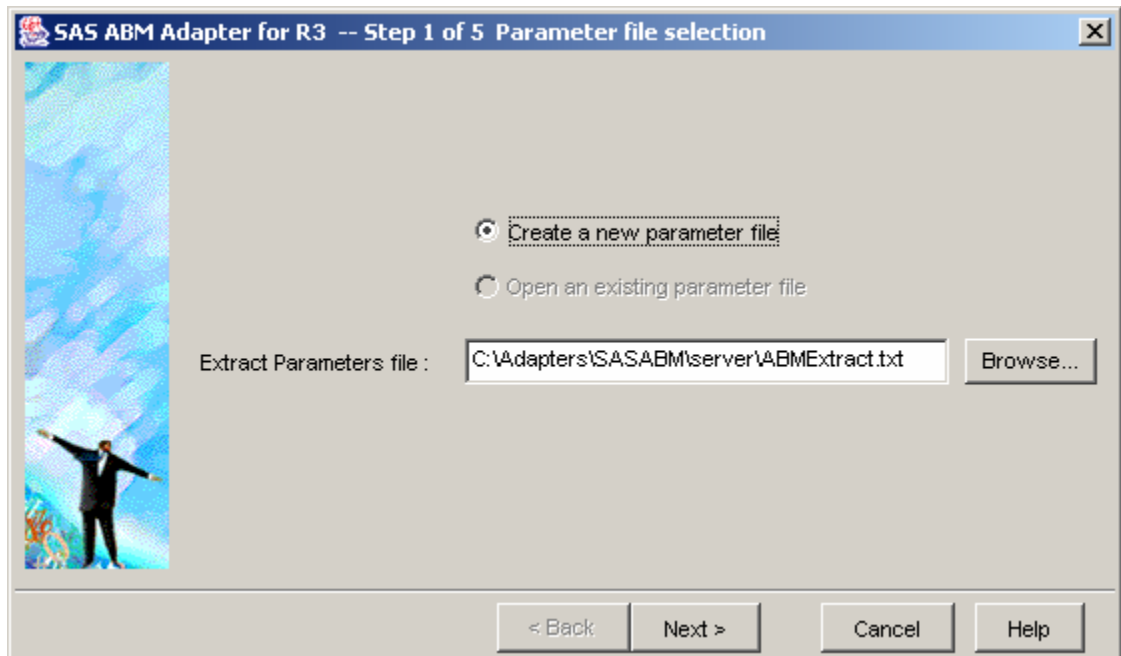 SAS ABM Adapter for R3 -- Step 1 of 5 Parameter file selection
Create a new parameter file
Open an existing parameter file
Extract Parameters file :
C:\Adapters\SASABM\server\ABMExtract.txt
Browse...
< Back
Next >
Cancel
Help